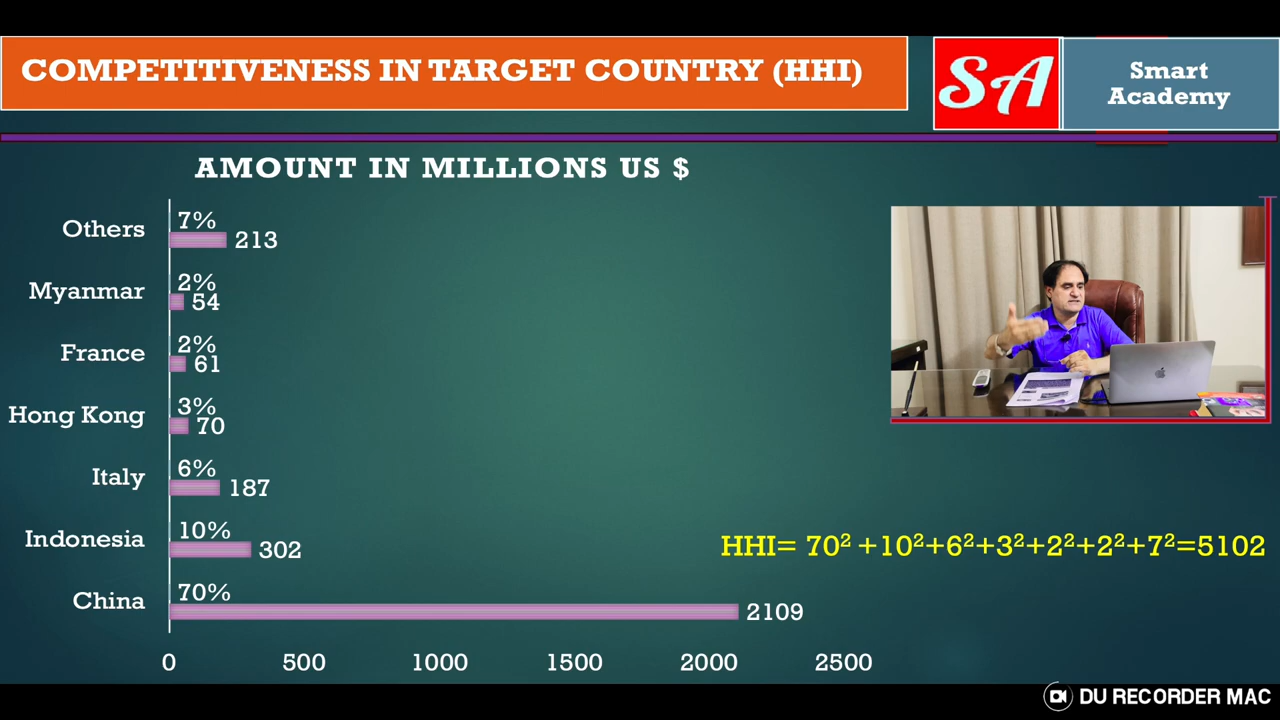 COMPETITIVENESS IN TARGET COUNTRY (HHI)
SA
Smart
Academy
AMOUNT IN MILLIONS US $
Others 7% 213
Myanmar 2% 54
France 2% 61
Hong Kong 3% 70
Italy 6% 187
Indonesia 10% 302
HHI= 70² +10²+6²+3²+2²+2²+7²=5102
China 70% 2109
0 500 1000 1500 2000 2500
DU RECORDER MAC